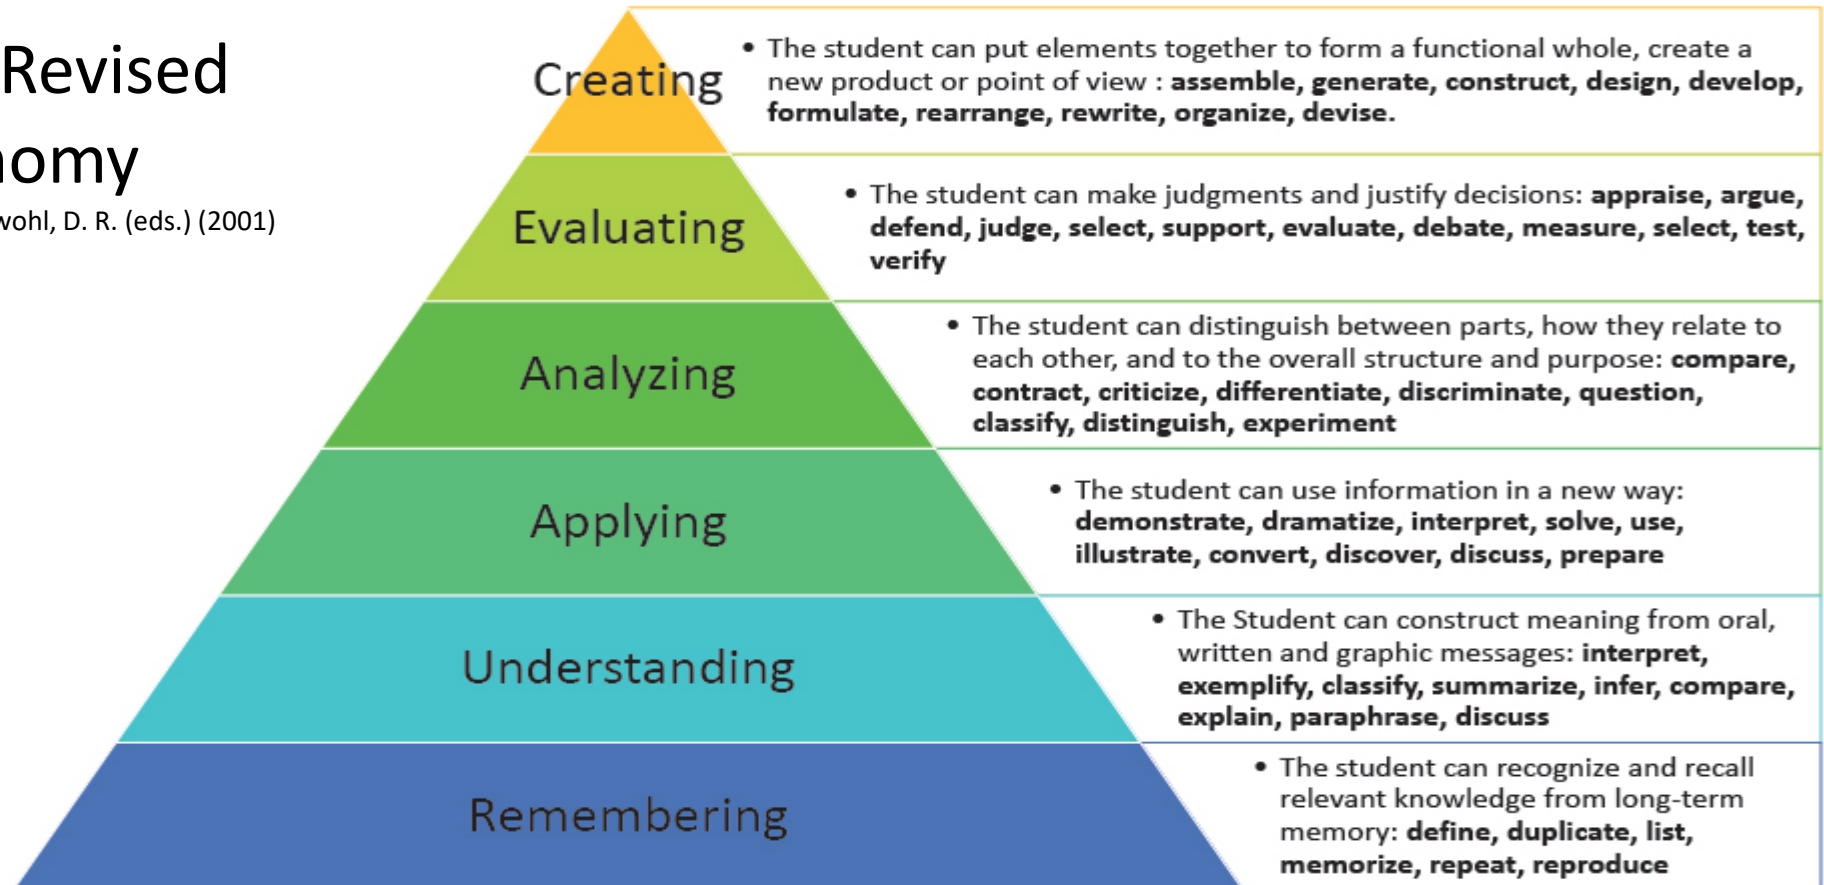 Revised
nomy
wohl, D. R. (eds.) (2001)
Creating
• The student can put elements together to form a functional whole, create a
new product or point of view : assemble, generate, construct, design, develop,
formulate, rearrange, rewrite, organize, devise.
Evaluating
• The student can make judgments and justify decisions: appraise, argue,
defend, judge, select, support, evaluate, debate, measure, select, test,
verify
Analyzing
• The student can distinguish between parts, how they relate to
each other, and to the overall structure and purpose: compare,
contract, criticize, differentiate, discriminate, question,
classify, distinguish, experiment
Applying
• The student can use information in a new way:
demonstrate, dramatize, interpret, solve, use,
illustrate, convert, discover, discuss, prepare
Understanding
• The Student can construct meaning from oral,
written and graphic messages: interpret,
exemplify, classify, summarize, infer, compare,
explain, paraphrase, discuss
Remembering
• The student can recognize and recall
relevant knowledge from long-term
memory: define, duplicate, list,
memorize, repeat, reproduce